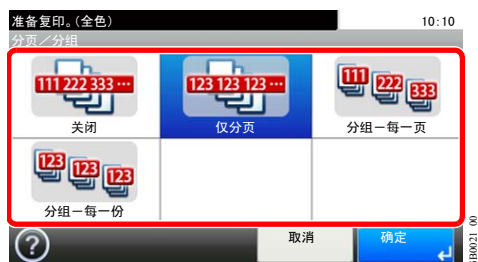 准备复印。(全色) 10:10
分页／分组
111 222 333 ··· 123 123 123 ··· 111 222 333
关闭 仅分页 分组－每一页
123 123 123
分组－每一份
? 取消 确定